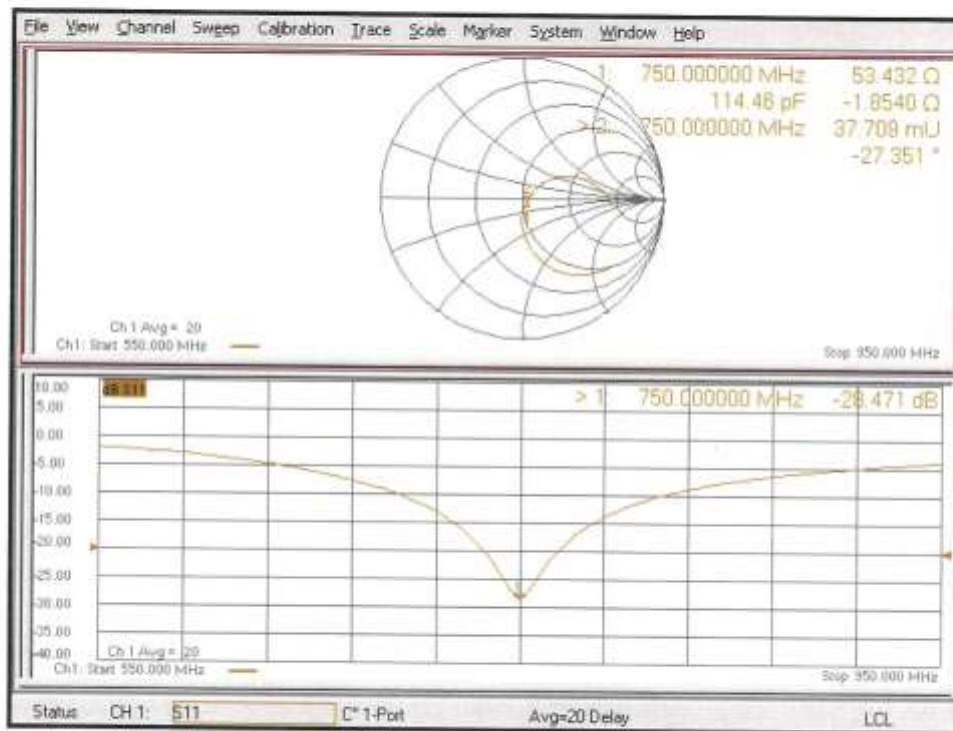 File View Channel Sweep Calibration Trace Scale Marker System Window Help
1: 750.000000 MHz 53.432 Ω
114.46 pF -1.8540 Ω
> 2: 750.000000 MHz 37.709 mU
-27.351 °
Ch 1 Avg = 20
Ch1: Start 550.000 MHz
Stop 950.000 MHz
10.00
dB S11
> 1: 750.000000 MHz -28.471 dB
5.00
0.00
-5.00
-10.00
-15.00
-20.00
-25.00
-30.00
-35.00
-40.00
Ch 1 Avg = 20
Ch1: Start 550.000 MHz
Stop 950.000 MHz
Status CH 1: S11 C* 1-Port Avg=20 Delay LCL